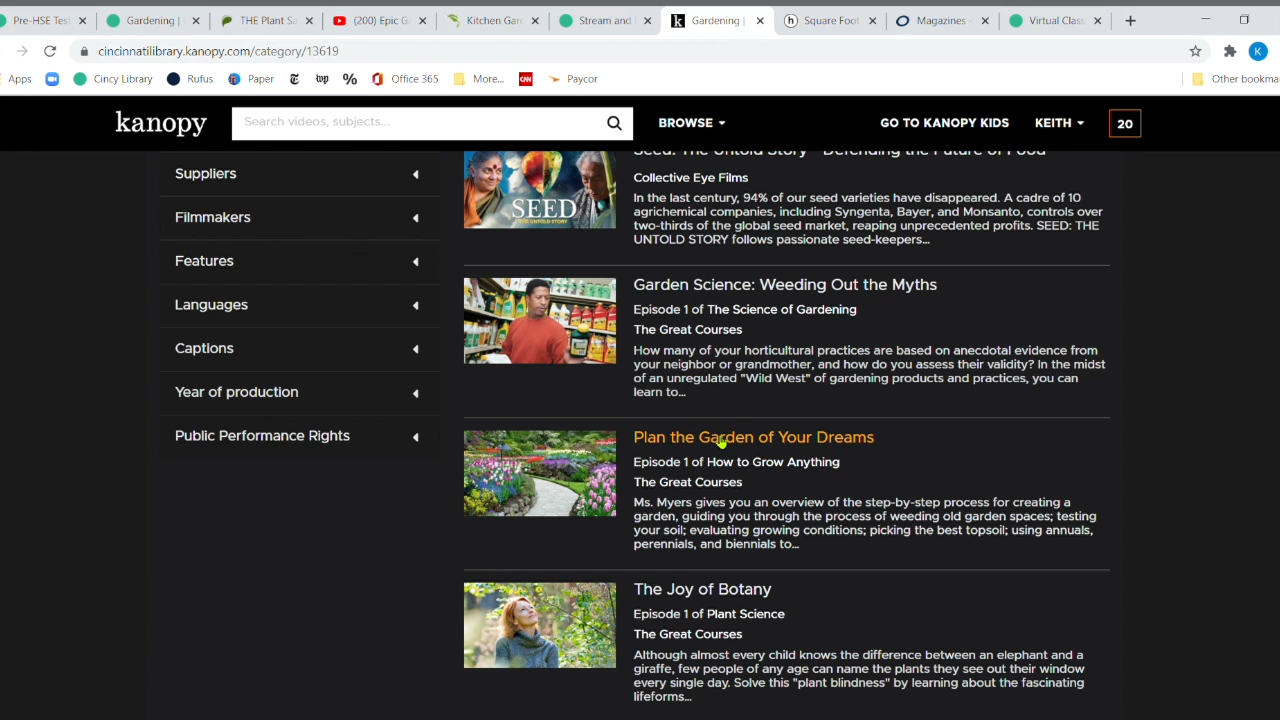 Pre-HSE Test
Gardening |
THE Plant Sa
(200) Epic G
Kitchen Gar
Stream and
Gardening |
Square Foot
Magazines
Virtual Class
cincinnatilibrary.kanopy.com/category/13619
K
Apps
Cincy Library
Rufus
Paper
wp
%
Office 365
More...
CNN
Paycor
Other bookma
kanopy
Search videos, subjects...
BROWSE
GO TO KANOPY KIDS
KEITH
20
Suppliers
Filmmakers
Features
Languages
Captions
Year of production
Public Performance Rights
Seed: The Untold Story - Defending the Future of Food
SEED
THE UNTOLD STORY
Collective Eye Films
In the last century, 94% of our seed varieties have disappeared. A cadre of 10
agrichemical companies, including Syngenta, Bayer, and Monsanto, controls over
two-thirds of the global seed market, reaping unprecedented profits. SEED: THE
UNTOLD STORY follows passionate seed-keepers...
Garden Science: Weeding Out the Myths
Episode 1 of The Science of Gardening
The Great Courses
How many of your horticultural practices are based on anecdotal evidence from
your neighbor or grandmother, and how do you assess their validity? In the midst
of an unregulated "Wild West" of gardening products and practices, you can
learn to...
Plan the Garden of Your Dreams
Episode 1 of How to Grow Anything
The Great Courses
Ms. Myers gives you an overview of the step-by-step process for creating a
garden, guiding you through the process of weeding old garden spaces; testing
your soil; evaluating growing conditions; picking the best topsoil; using annuals,
perennials, and biennials to...
The Joy of Botany
Episode 1 of Plant Science
The Great Courses
Although almost every child knows the difference between an elephant and a
giraffe, few people of any age can name the plants they see out their window
every single day. Solve this "plant blindness" by learning about the fascinating
lifeforms...